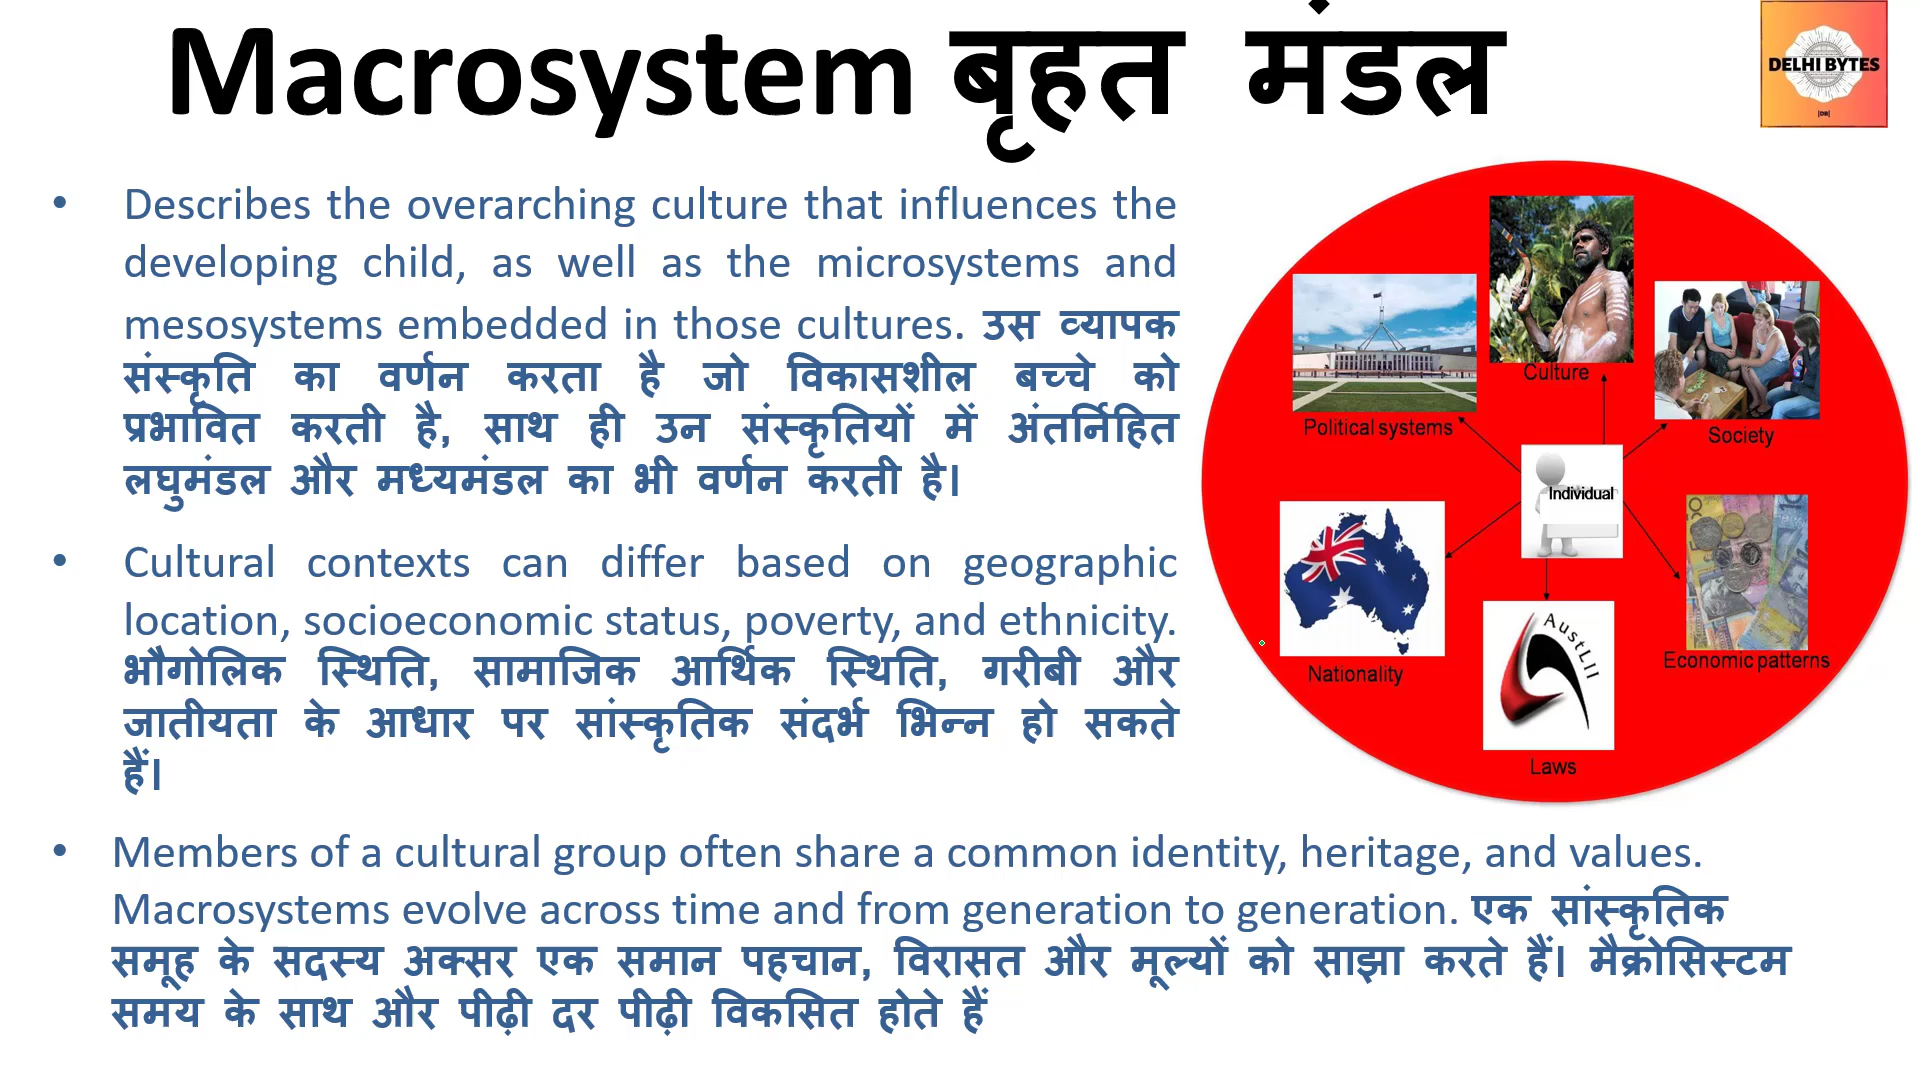 Macrosystem बृहत मंडल
DELHI BYTES
|DB|
Describes the overarching culture that influences the
developing child, as well as the microsystems and
mesosystems embedded in those cultures. उस व्यापक
संस्कृति का वर्णन करता है जो विकासशील बच्चे को
प्रभावित करती है, साथ ही उन संस्कृतियों में अंतर्निहित
लघुमंडल और मध्यमंडल का भी वर्णन करती है।
• Cultural contexts can differ based on geographic
location, socioeconomic status, poverty, and ethnicity.
भौगोलिक स्थिति, सामाजिक आर्थिक स्थिति, गरीबी और
जातीयता के आधार पर सांस्कृतिक संदर्भ भिन्न हो सकते
हैं।
• Members of a cultural group often share a common identity, heritage, and values.
Macrosystems evolve across time and from generation to generation. एक सांस्कृतिक
समूह के सदस्य अक्सर एक समान पहचान, विरासत और मूल्यों को साझा करते हैं। मैक्रोसिस्टम
समय के साथ और पीढ़ी दर पीढ़ी विकसित होते हैं
Culture
Political systems
Society
Individual
Nationality
Economic patterns
AustLII
Laws